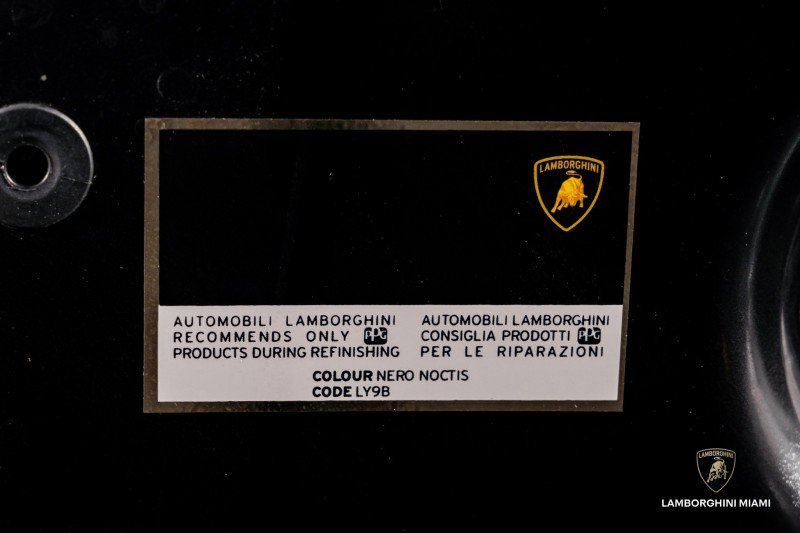 LAMBORGHINI
AUTOMOBILI LAMBORGHINI
RECOMMENDS ONLY PPG
PRODUCTS DURING REFINISHING
AUTOMOBILI LAMBORGHINI
CONSIGLIA PRODOTTI PPG
PER LE RIPARAZIONI
COLOUR NERO NOCTIS
CODE LY9B
LAMBORGHINI
LAMBORGHINI MIAMI